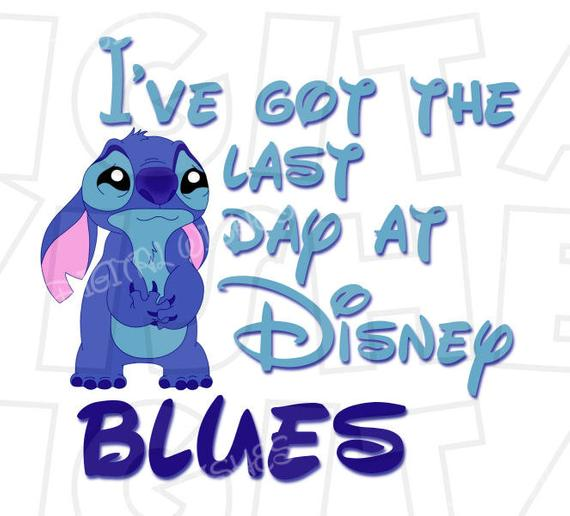 I've got the
last
day at
Disney
BLUES